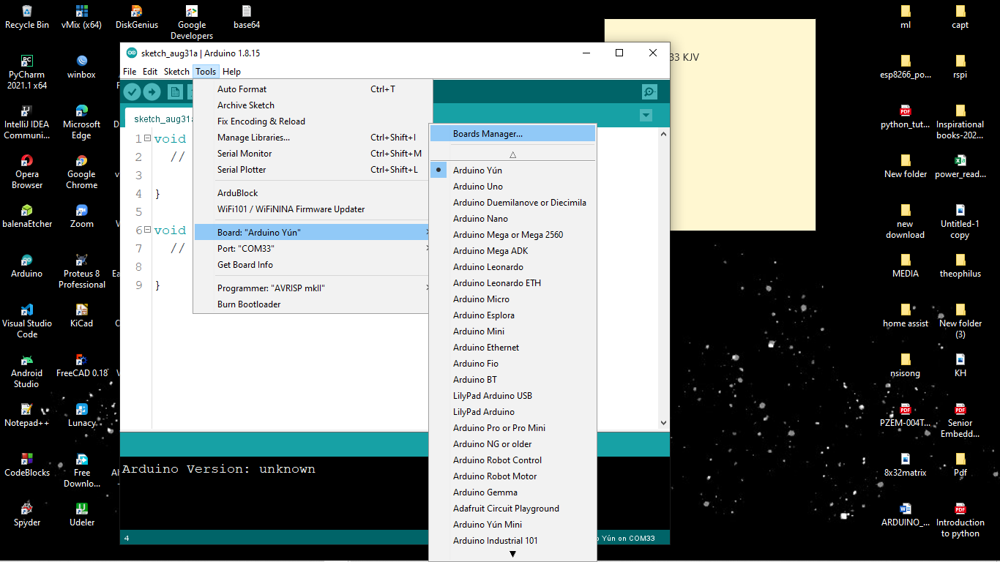 Recycle Bin
vMix (x64)
DiskGenius
Google
Developers
base64
PyCharm
2021.1 x64
winbox
IntelliJ IDEA
Communi...
Microsoft
Edge
Opera
Browser
Google
Chrome
balenaEtcher
Zoom
Arduino
Proteus 8
Professional
Visual Studio
Code
KiCad
Android
Studio
FreeCAD 0.18
Notepad++
Lunacy
CodeBlocks
Free
Downlo...
Spyder
Udeler
sketch_aug31a | Arduino 1.8.15
File Edit Sketch Tools Help
sketch_aug31a
1 void
2 //
3
4 }
5
6 void
7 //
8
9 }
Auto Format Ctrl+T
Archive Sketch
Fix Encoding & Reload
Manage Libraries... Ctrl+Shift+I
Serial Monitor Ctrl+Shift+M
Serial Plotter Ctrl+Shift+L
ArduBlock
WiFi101 / WiFiNINA Firmware Updater
Board: "Arduino Yún"
Port: "COM33"
Get Board Info
Programmer: "AVRISP mkII"
Burn Bootloader
Boards Manager...
Arduino Yún
Arduino Uno
Arduino Duemilanove or Diecimila
Arduino Nano
Arduino Mega or Mega 2560
Arduino Mega ADK
Arduino Leonardo
Arduino Leonardo ETH
Arduino Micro
Arduino Esplora
Arduino Mini
Arduino Ethernet
Arduino Fio
Arduino BT
LilyPad Arduino USB
LilyPad Arduino
Arduino Pro or Pro Mini
Arduino NG or older
Arduino Robot Control
Arduino Robot Motor
Arduino Gemma
Adafruit Circuit Playground
Arduino Yún Mini
Arduino Industrial 101
Arduino Version: unknown
4
Yún on COM33
33 KJV
ml
capt
esp8266_po...
rspi
python_tut...
Inspirational
books-202...
New folder
power_read...
new
download
Untitled-1
copy
MEDIA
theophilus
home assist
New folder
(3)
nsisong
KH
PZEM-004T...
Senior
Embedd...
8x32matrix
Pdf
ARDUINO_...
Introduction
to python